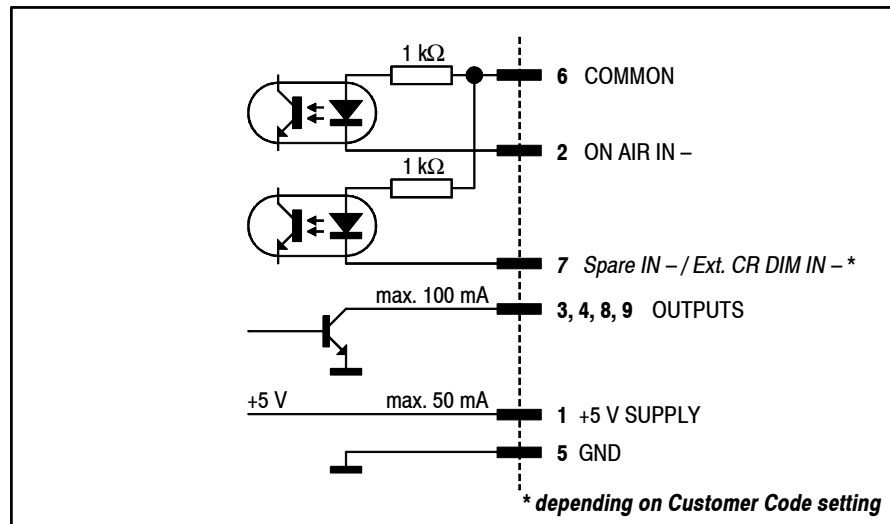 1 kΩ
6 COMMON
2 ON AIR IN –
1 kΩ
7 Spare IN – / Ext. CR DIM IN – *
max. 100 mA
3, 4, 8, 9 OUTPUTS
+5 V max. 50 mA
1 +5 V SUPPLY
5 GND
* depending on Customer Code setting